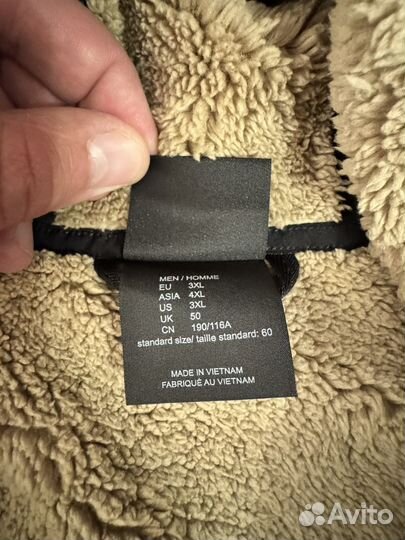 MEN / HOMME
EU 3XL
ASIA 4XL
US 3XL
UK 50
CN 190/116A
standard size/ taille standard: 60
MADE IN VIETNAM
FABRIQUÉ AU VIETNAM
Avito